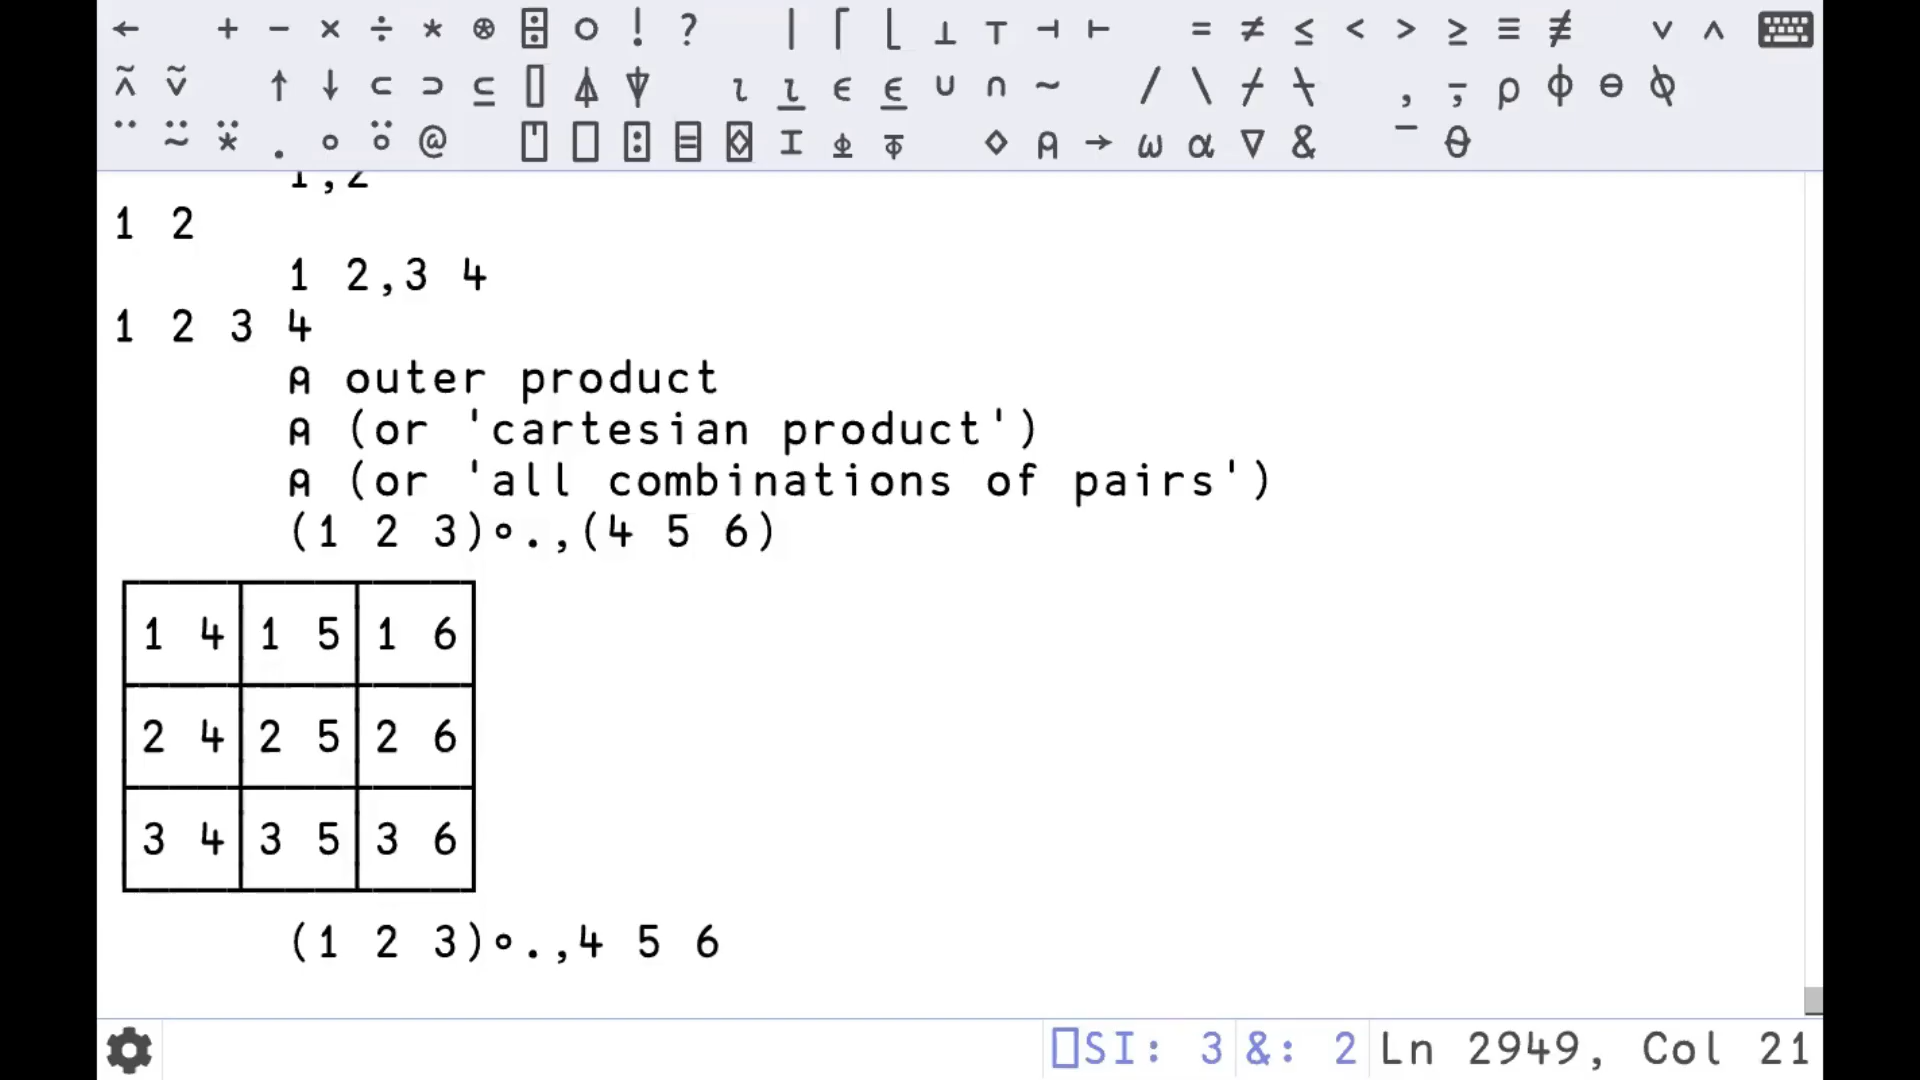 ← + - × ÷ * ⍟ ⌹ ○ ! ? | ⌈ ⌊ ⊥ ⊤ ⊣ ⊢ = ≠ ≤ < > ≥ ≡ ≢ ∨ ∧
⍲ ⍱ ↑ ↓ ⊂ ⊃ ⊆ ⌷ ⍋ ⍒ ⍳ ⍸ ∊ ⍷ ∪ ∩ ~ / \ ⌿ ⍀ , ⍪ ⍴ ⌽ ⊖ ⍉
¨ ⍨ ⍣ . ∘ ⍤ @ ⍞ ⎕ ⍠ ⌸ ⌺ ⌶ ⍎ ⍕ ⋄ ⍝ → ⍵ ⍺ ∇ & ¯ ⍬
1,2
1 2
1 2,3 4
1 2 3 4
⍝ outer product
⍝ (or 'cartesian product')
⍝ (or 'all combinations of pairs')
(1 2 3)∘.,(4 5 6)
1 4 1 5 1 6
2 4 2 5 2 6
3 4 3 5 3 6
(1 2 3)∘.,4 5 6
⎕SI: 3 &: 2 Ln 2949, Col 21